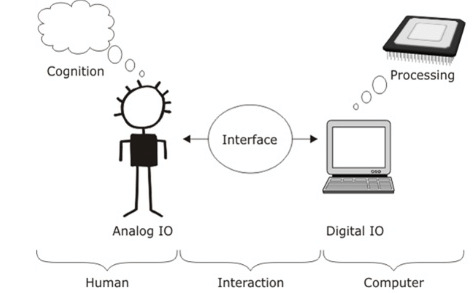 Cognition
Processing
Interface
Analog IO
Digital IO
Human
Interaction
Computer